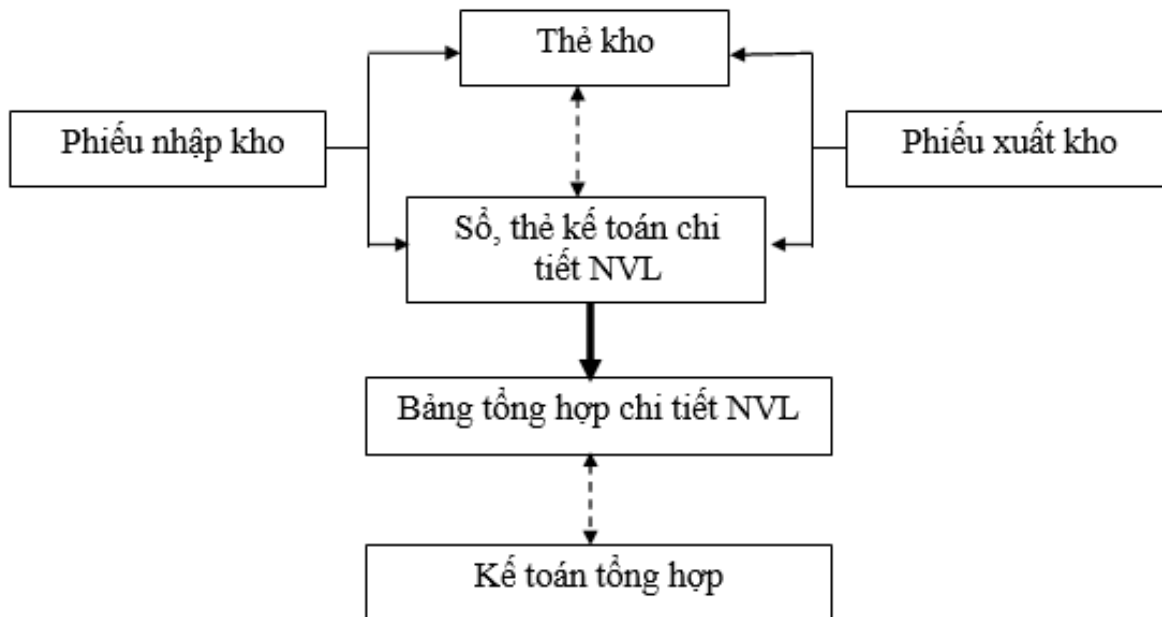 Thẻ kho
Phiếu nhập kho
Phiếu xuất kho
Sổ, thẻ kế toán chi
tiết NVL
Bảng tổng hợp chi tiết NVL
Kế toán tổng hợp